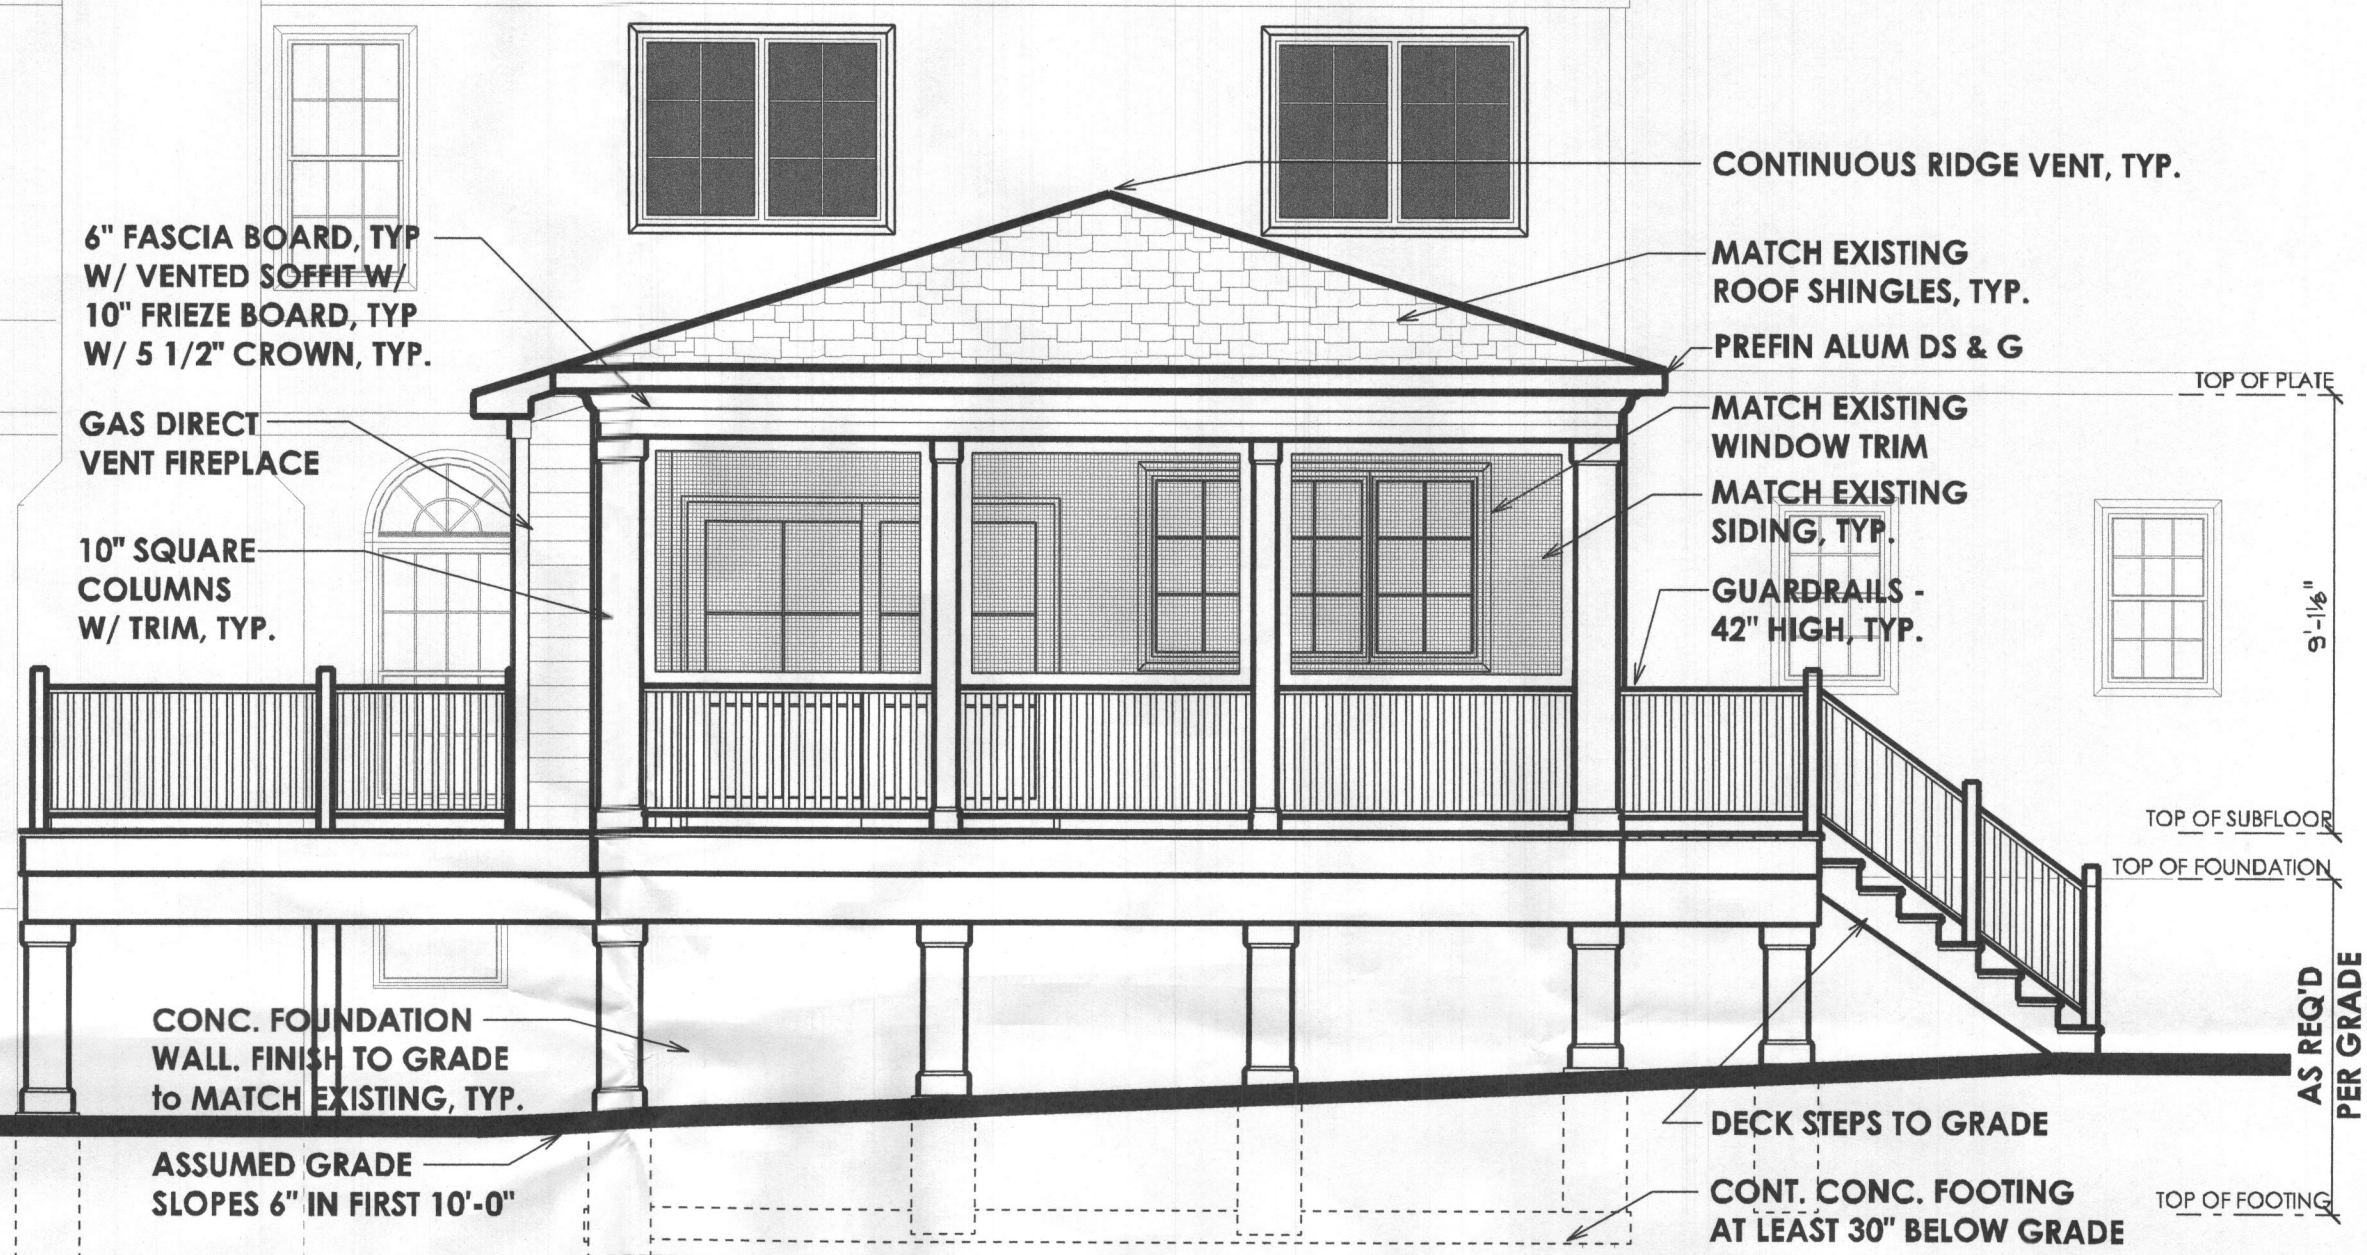 CONTINUOUS RIDGE VENT, TYP.
6" FASCIA BOARD, TYP
W/ VENTED SOFFIT W/
10" FRIEZE BOARD, TYP
W/ 5 1/2" CROWN, TYP.
MATCH EXISTING
ROOF SHINGLES, TYP.
PREFIN ALUM DS & G
TOP OF PLATE
GAS DIRECT
VENT FIREPLACE
MATCH EXISTING
WINDOW TRIM
MATCH EXISTING
SIDING, TYP.
10" SQUARE
COLUMNS
W/ TRIM, TYP.
GUARDRAILS -
42" HIGH, TYP.
9'-1⅛"
TOP OF SUBFLOOR
TOP OF FOUNDATION
CONC. FOUNDATION
WALL. FINISH TO GRADE
to MATCH EXISTING, TYP.
AS REQ'D
PER GRADE
DECK STEPS TO GRADE
ASSUMED GRADE
SLOPES 6" IN FIRST 10'-0"
CONT. CONC. FOOTING
AT LEAST 30" BELOW GRADE
TOP OF FOOTING